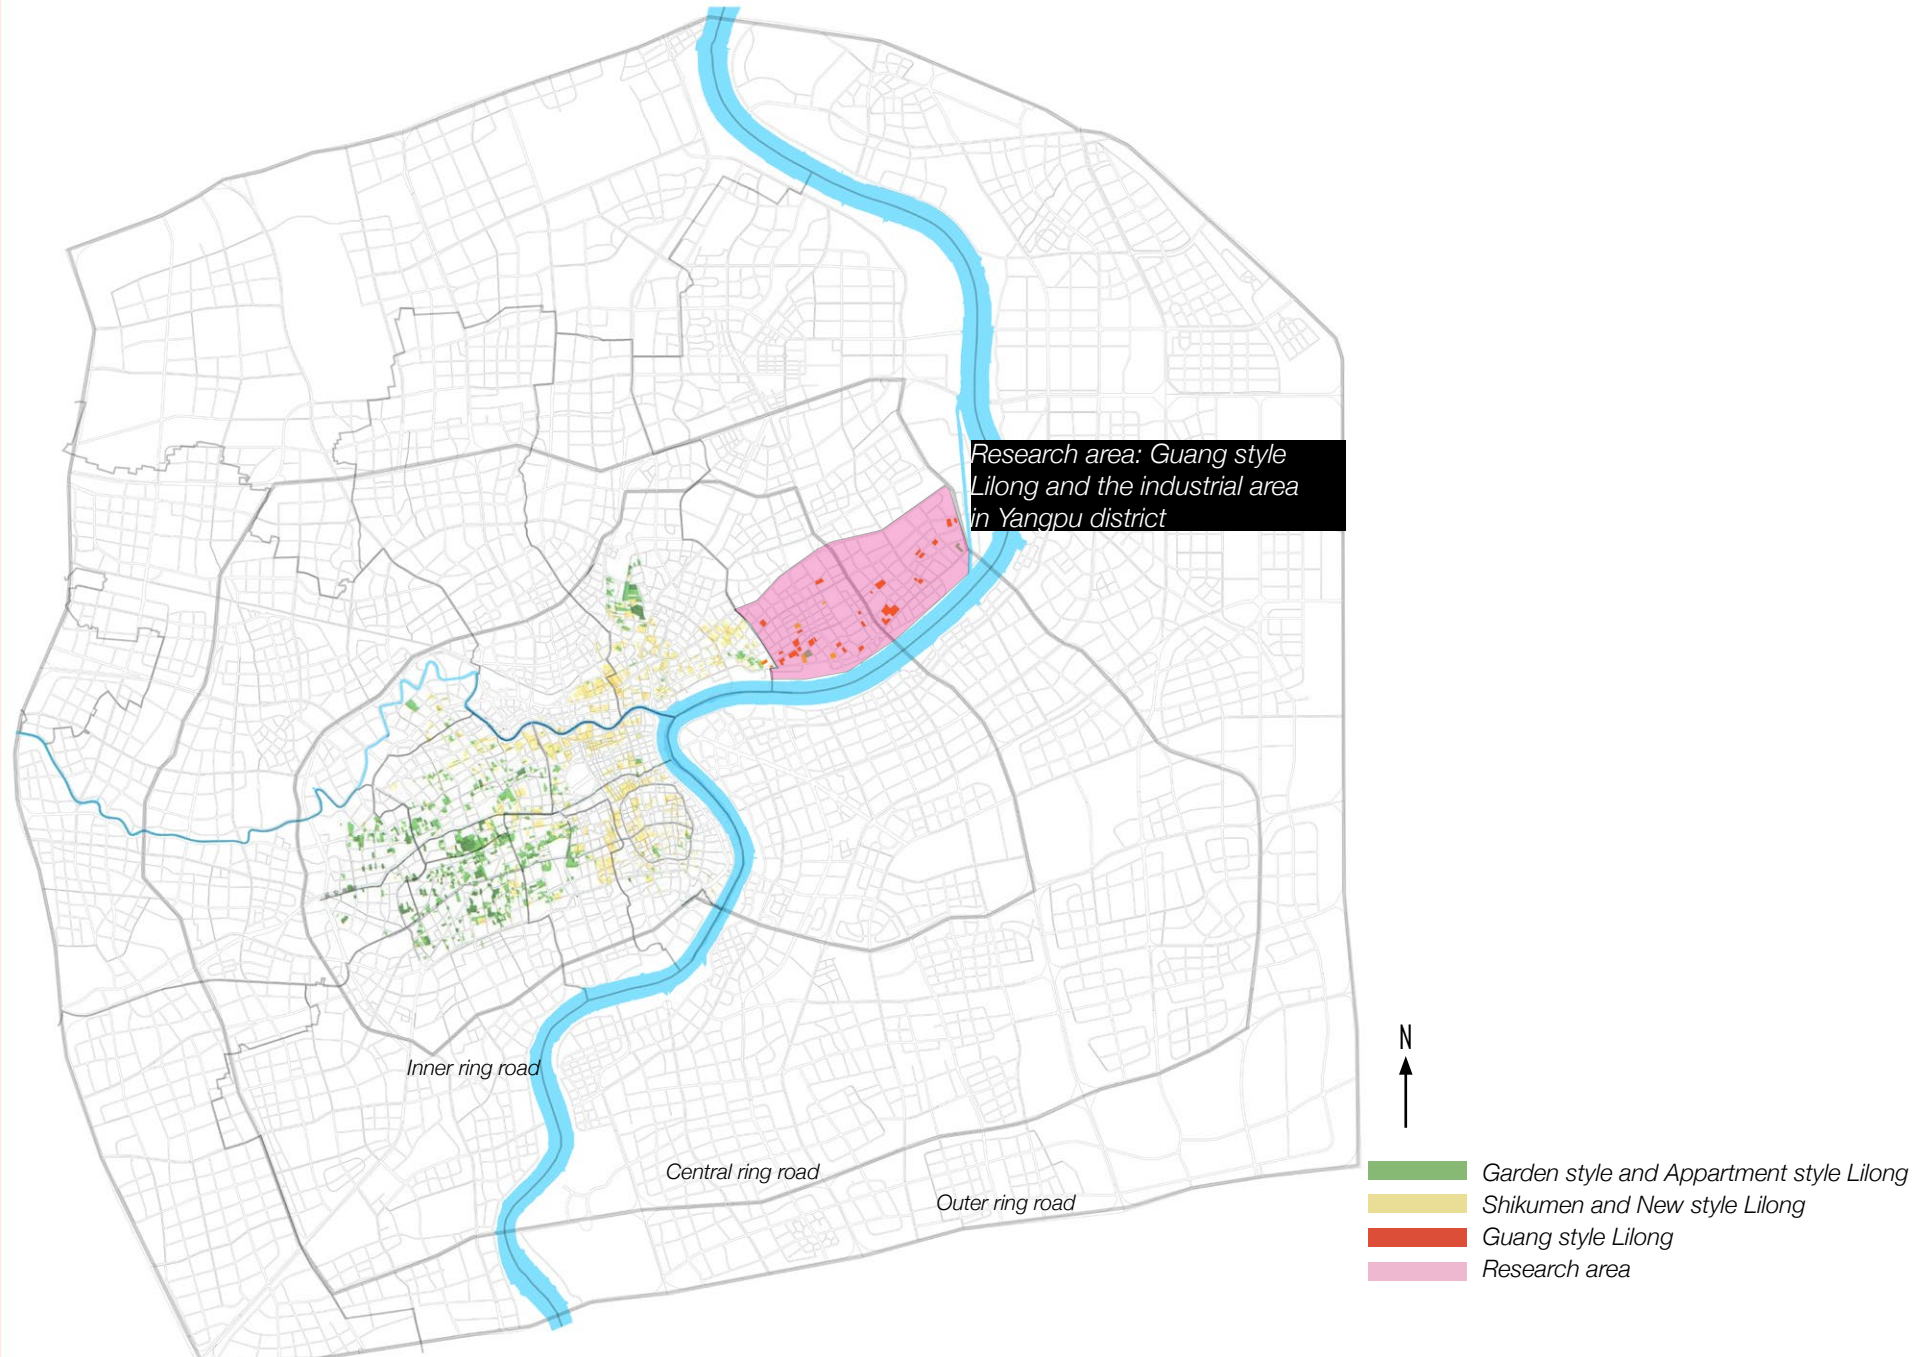 Research area: Guang style
Lilong and the industrial area
in Yangpu district
Inner ring road
Central ring road
Outer ring road
N
Garden style and Appartment style Lilong
Shikumen and New style Lilong
Guang style Lilong
Research area